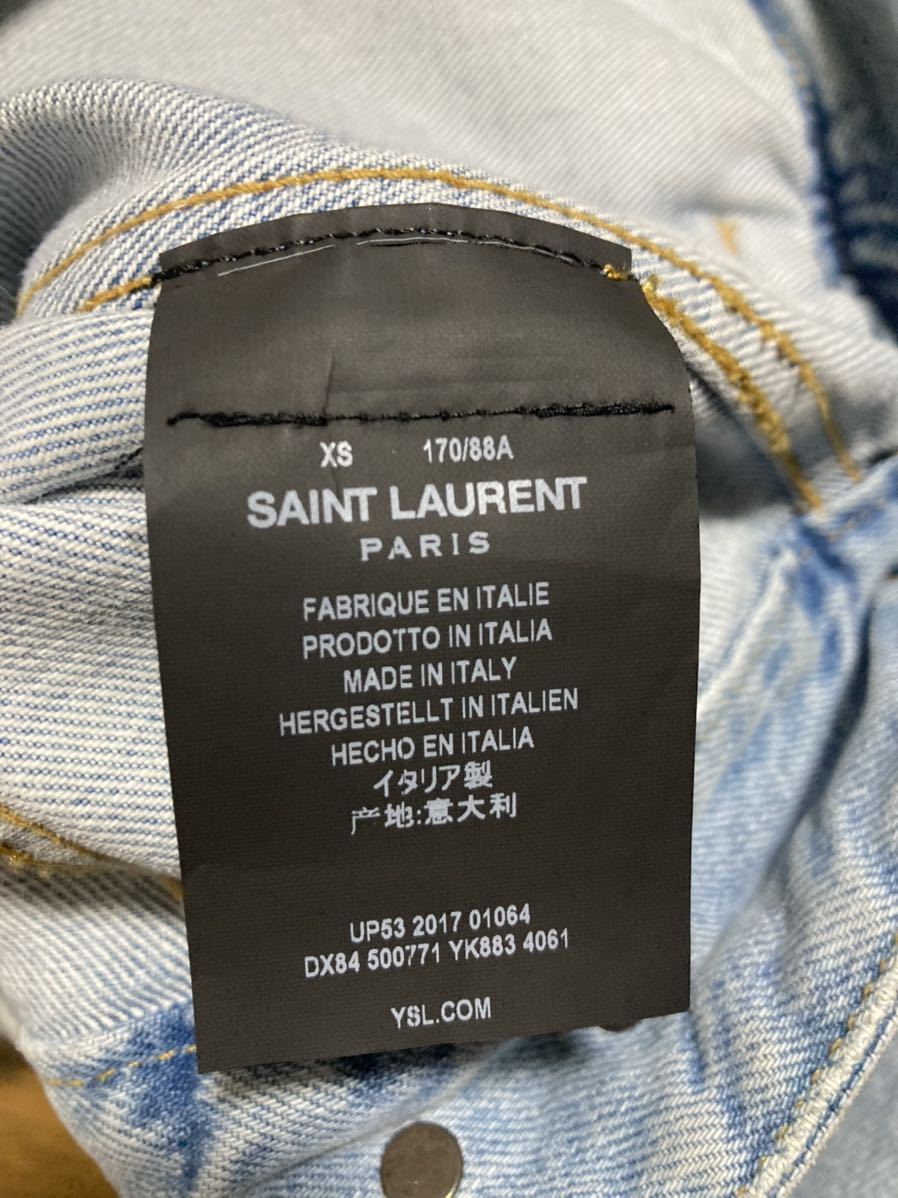 XS 170/88A
SAINT LAURENT
PARIS
FABRIQUE EN ITALIE
PRODOTTO IN ITALIA
MADE IN ITALY
HERGESTELLT IN ITALIEN
HECHO EN ITALIA
イタリア製
产地:意大利
UP53 2017 01064
DX84 500771 YK883 4061
YSL.COM